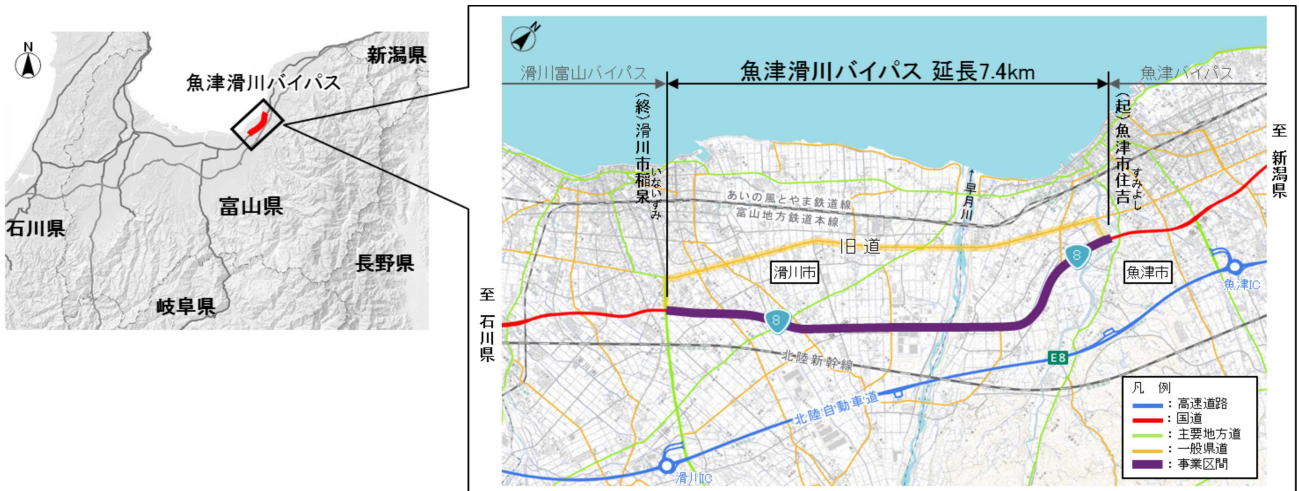 N
新潟県
魚津滑川バイパス
富山県
石川県
長野県
岐阜県
滑川富山バイパス
魚津滑川バイパス 延長7.4km
魚津バイパス
(終)滑川市稲泉
いないずみ
(起)魚津市住吉
すみよし
至 新潟県
至 石川県
←早月川
あいの風とやま鉄道線
富山地方鉄道本線
旧道
滑川市
魚津市
8
8
魚津IC
北陸新幹線
E8
北陸自動車道
滑川IC
凡 例
:高速道路
:国道
:主要地方道
:一般県道
:事業区間